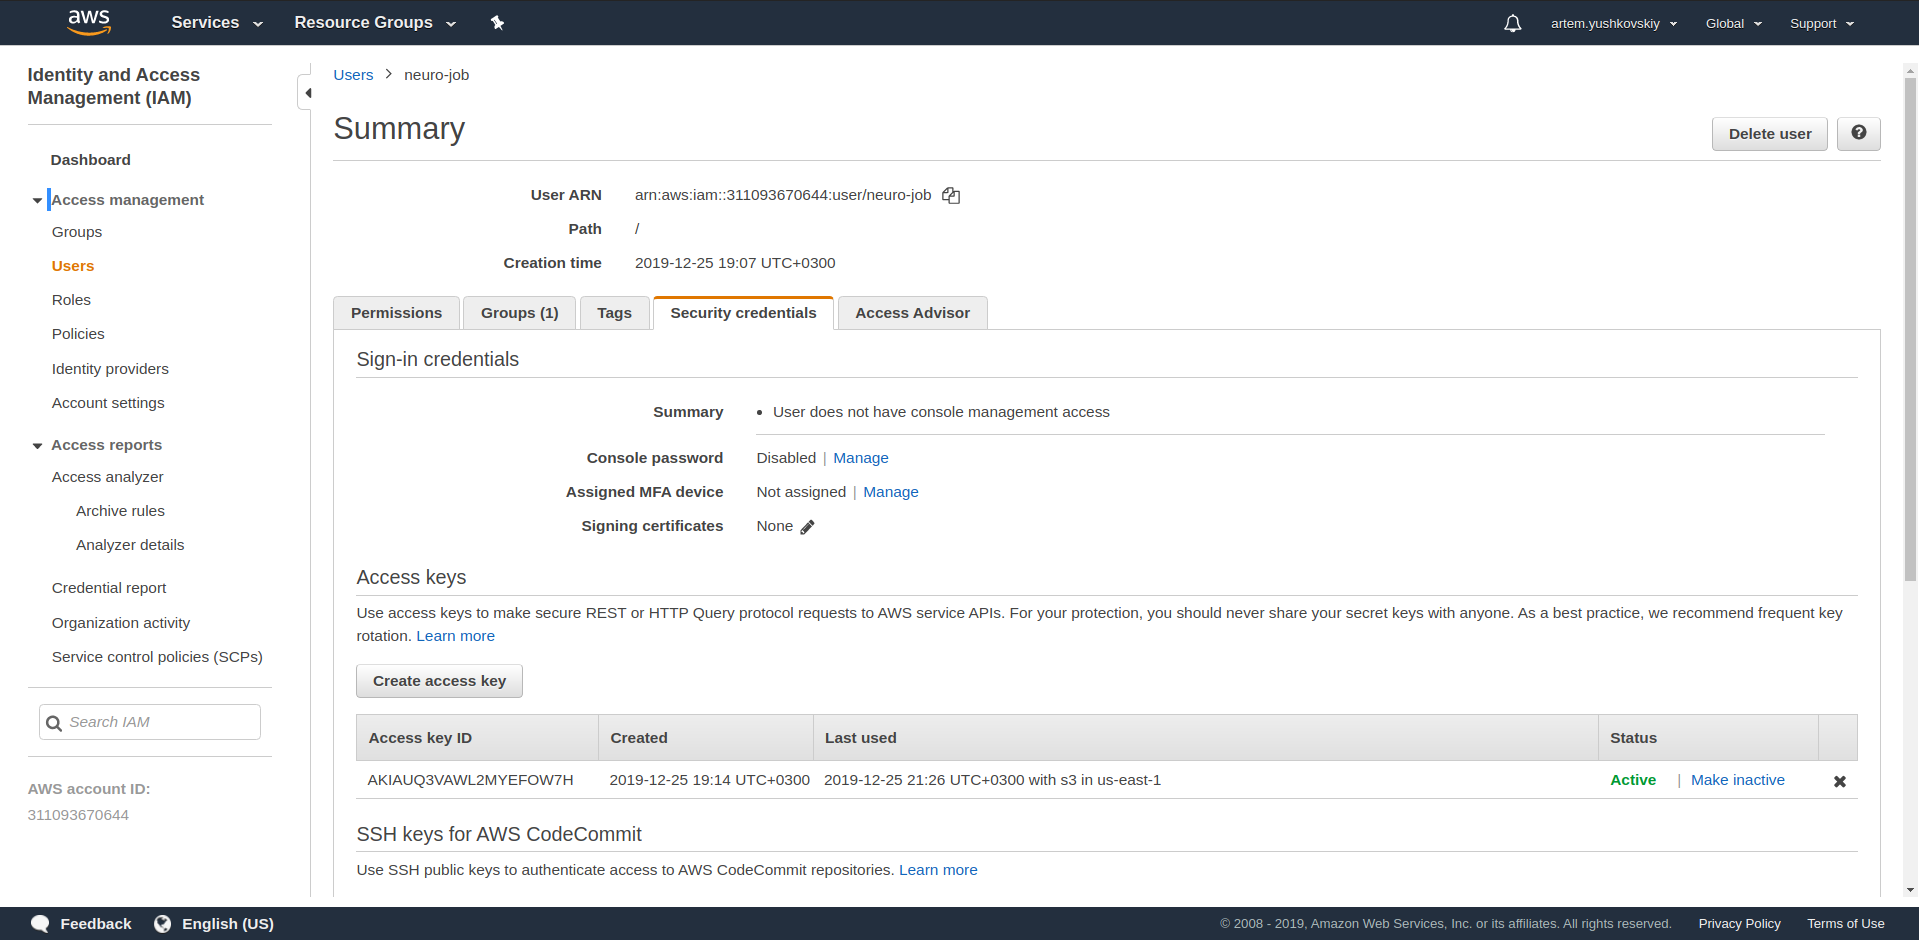 aws Services Resource Groups artem.yushkovskiy Global Support
Identity and Access
Management (IAM)
Dashboard
Access management
Groups
Users
Roles
Policies
Identity providers
Account settings
Access reports
Access analyzer
Archive rules
Analyzer details
Credential report
Organization activity
Service control policies (SCPs)
Search IAM
AWS account ID:
311093670644
Users > neuro-job
Summary
Delete user ?
User ARN arn:aws:iam::311093670644:user/neuro-job
Path /
Creation time 2019-12-25 19:07 UTC+0300
Permissions Groups (1) Tags Security credentials Access Advisor
Sign-in credentials
Summary • User does not have console management access
Console password Disabled | Manage
Assigned MFA device Not assigned | Manage
Signing certificates None
Access keys
Use access keys to make secure REST or HTTP Query protocol requests to AWS service APIs. For your protection, you should never share your secret keys with anyone. As a best practice, we recommend frequent key
rotation. Learn more
Create access key
Access key ID Created Last used Status
AKIAUQ3VAWL2MYEFOW7H 2019-12-25 19:14 UTC+0300 2019-12-25 21:26 UTC+0300 with s3 in us-east-1 Active | Make inactive
SSH keys for AWS CodeCommit
Use SSH public keys to authenticate access to AWS CodeCommit repositories. Learn more
Feedback English (US) © 2008 - 2019, Amazon Web Services, Inc. or its affiliates. All rights reserved. Privacy Policy Terms of Use